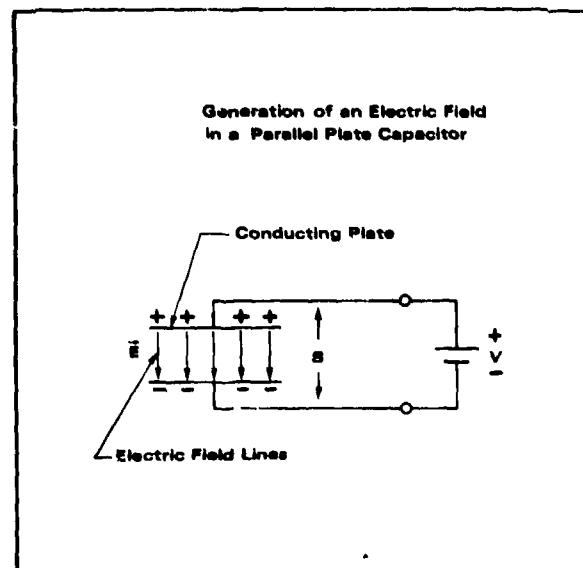 Generation of an Electric Field
in a Parallel Plate Capacitor
Conducting Plate
+ + + +
+
V
-
- - - -
Electric Field Lines